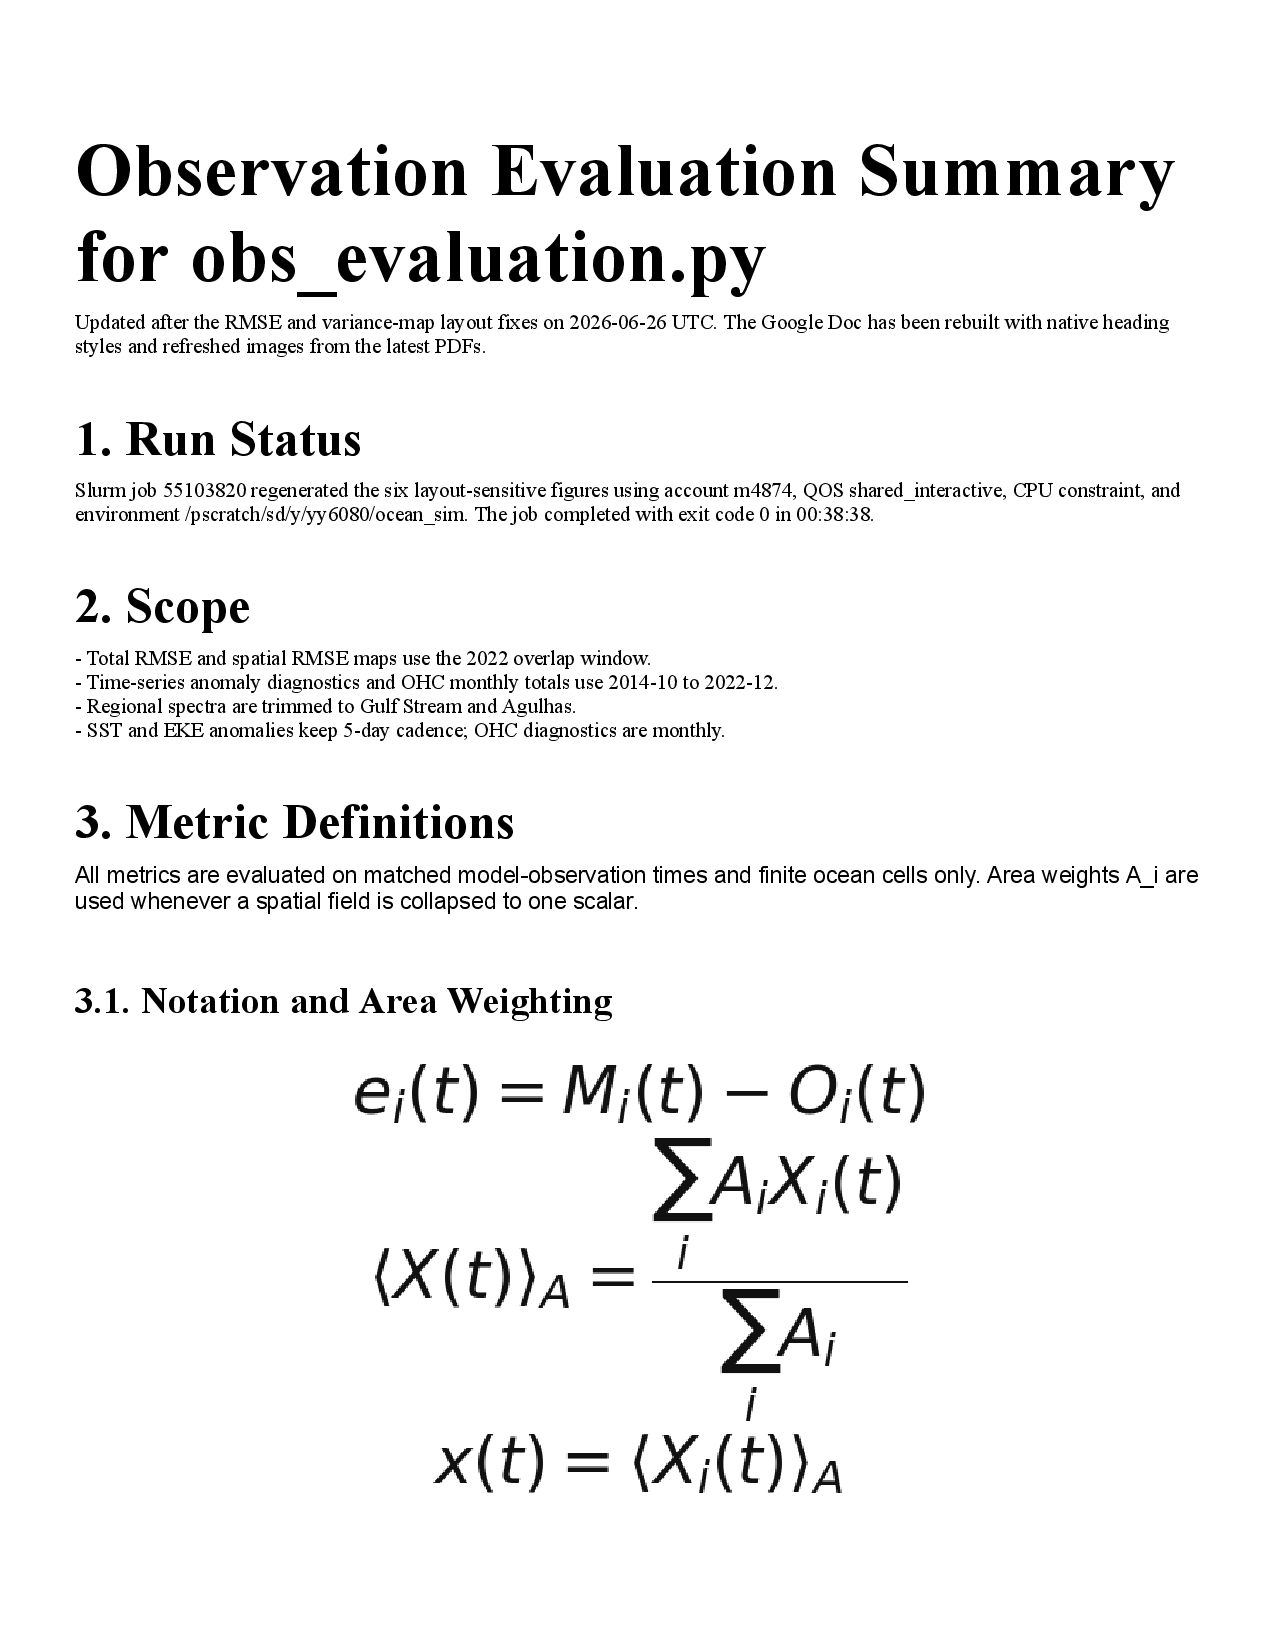 Observation Evaluation Summary
for obs_evaluation.py
Updated after the RMSE and variance-map layout fixes on 2026-06-26 UTC. The Google Doc has been rebuilt with native heading
styles and refreshed images from the latest PDFs.
1. Run Status
Slurm job 55103820 regenerated the six layout-sensitive figures using account m4874, QOS shared_interactive, CPU constraint, and
environment /pscratch/sd/y/yy6080/ocean_sim. The job completed with exit code 0 in 00:38:38.
2. Scope
- Total RMSE and spatial RMSE maps use the 2022 overlap window.
- Time-series anomaly diagnostics and OHC monthly totals use 2014-10 to 2022-12.
- Regional spectra are trimmed to Gulf Stream and Agulhas.
- SST and EKE anomalies keep 5-day cadence; OHC diagnostics are monthly.
3. Metric Definitions
All metrics are evaluated on matched model-observation times and finite ocean cells only. Area weights A_i are
used whenever a spatial field is collapsed to one scalar.
3.1. Notation and Area Weighting
e_i(t) = M_i(t) − O_i(t)
⟨X(t)⟩_A = ∑_i A_i X_i(t) / ∑_i A_i
x(t) = ⟨X_i(t)⟩_A